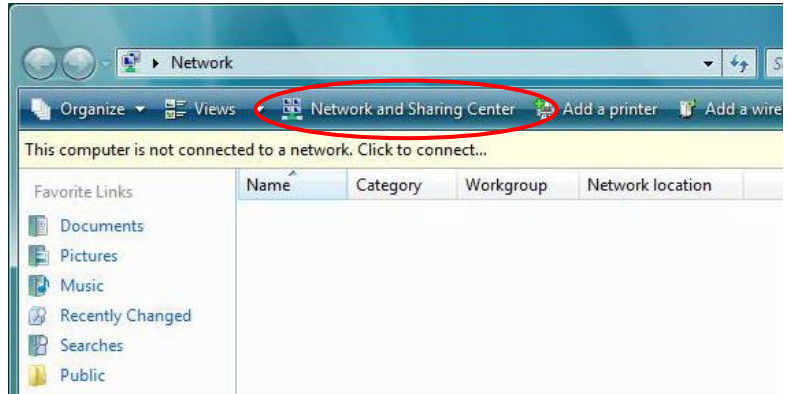 Network
Organize Views Network and Sharing Center Add a printer Add a wire
This computer is not connected to a network. Click to connect...
Favorite Links
Name Category Workgroup Network location
Documents
Pictures
Music
Recently Changed
Searches
Public